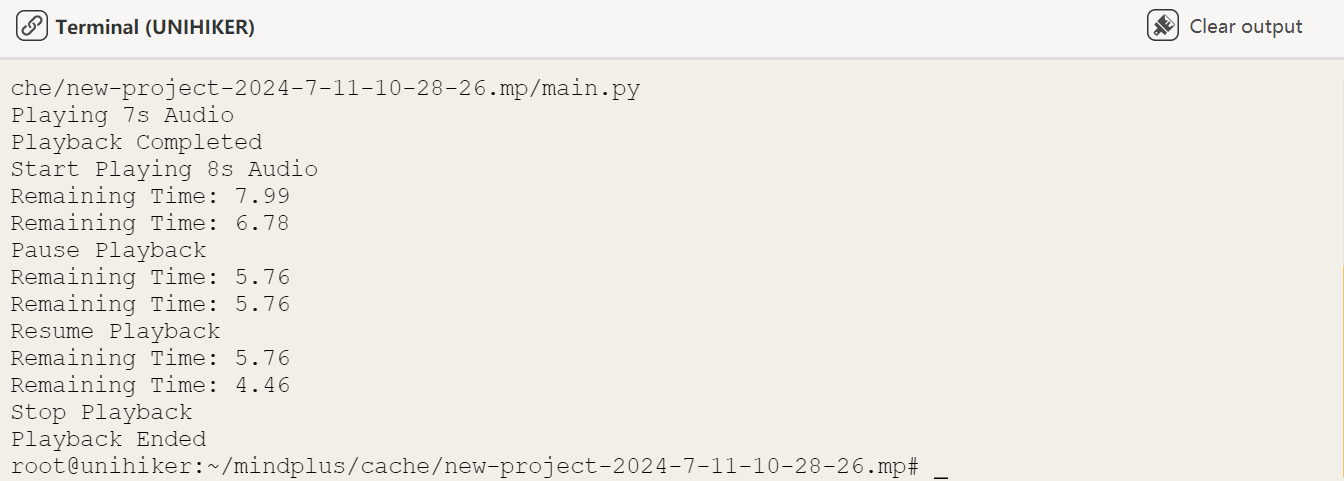 Terminal (UNIHIKER)
Clear output
che/new-project-2024-7-11-10-28-26.mp/main.py
Playing 7s Audio
Playback Completed
Start Playing 8s Audio
Remaining Time: 7.99
Remaining Time: 6.78
Pause Playback
Remaining Time: 5.76
Remaining Time: 5.76
Resume Playback
Remaining Time: 5.76
Remaining Time: 4.46
Stop Playback
Playback Ended
root@unihiker:~/mindplus/cache/new-project-2024-7-11-10-28-26.mp# _